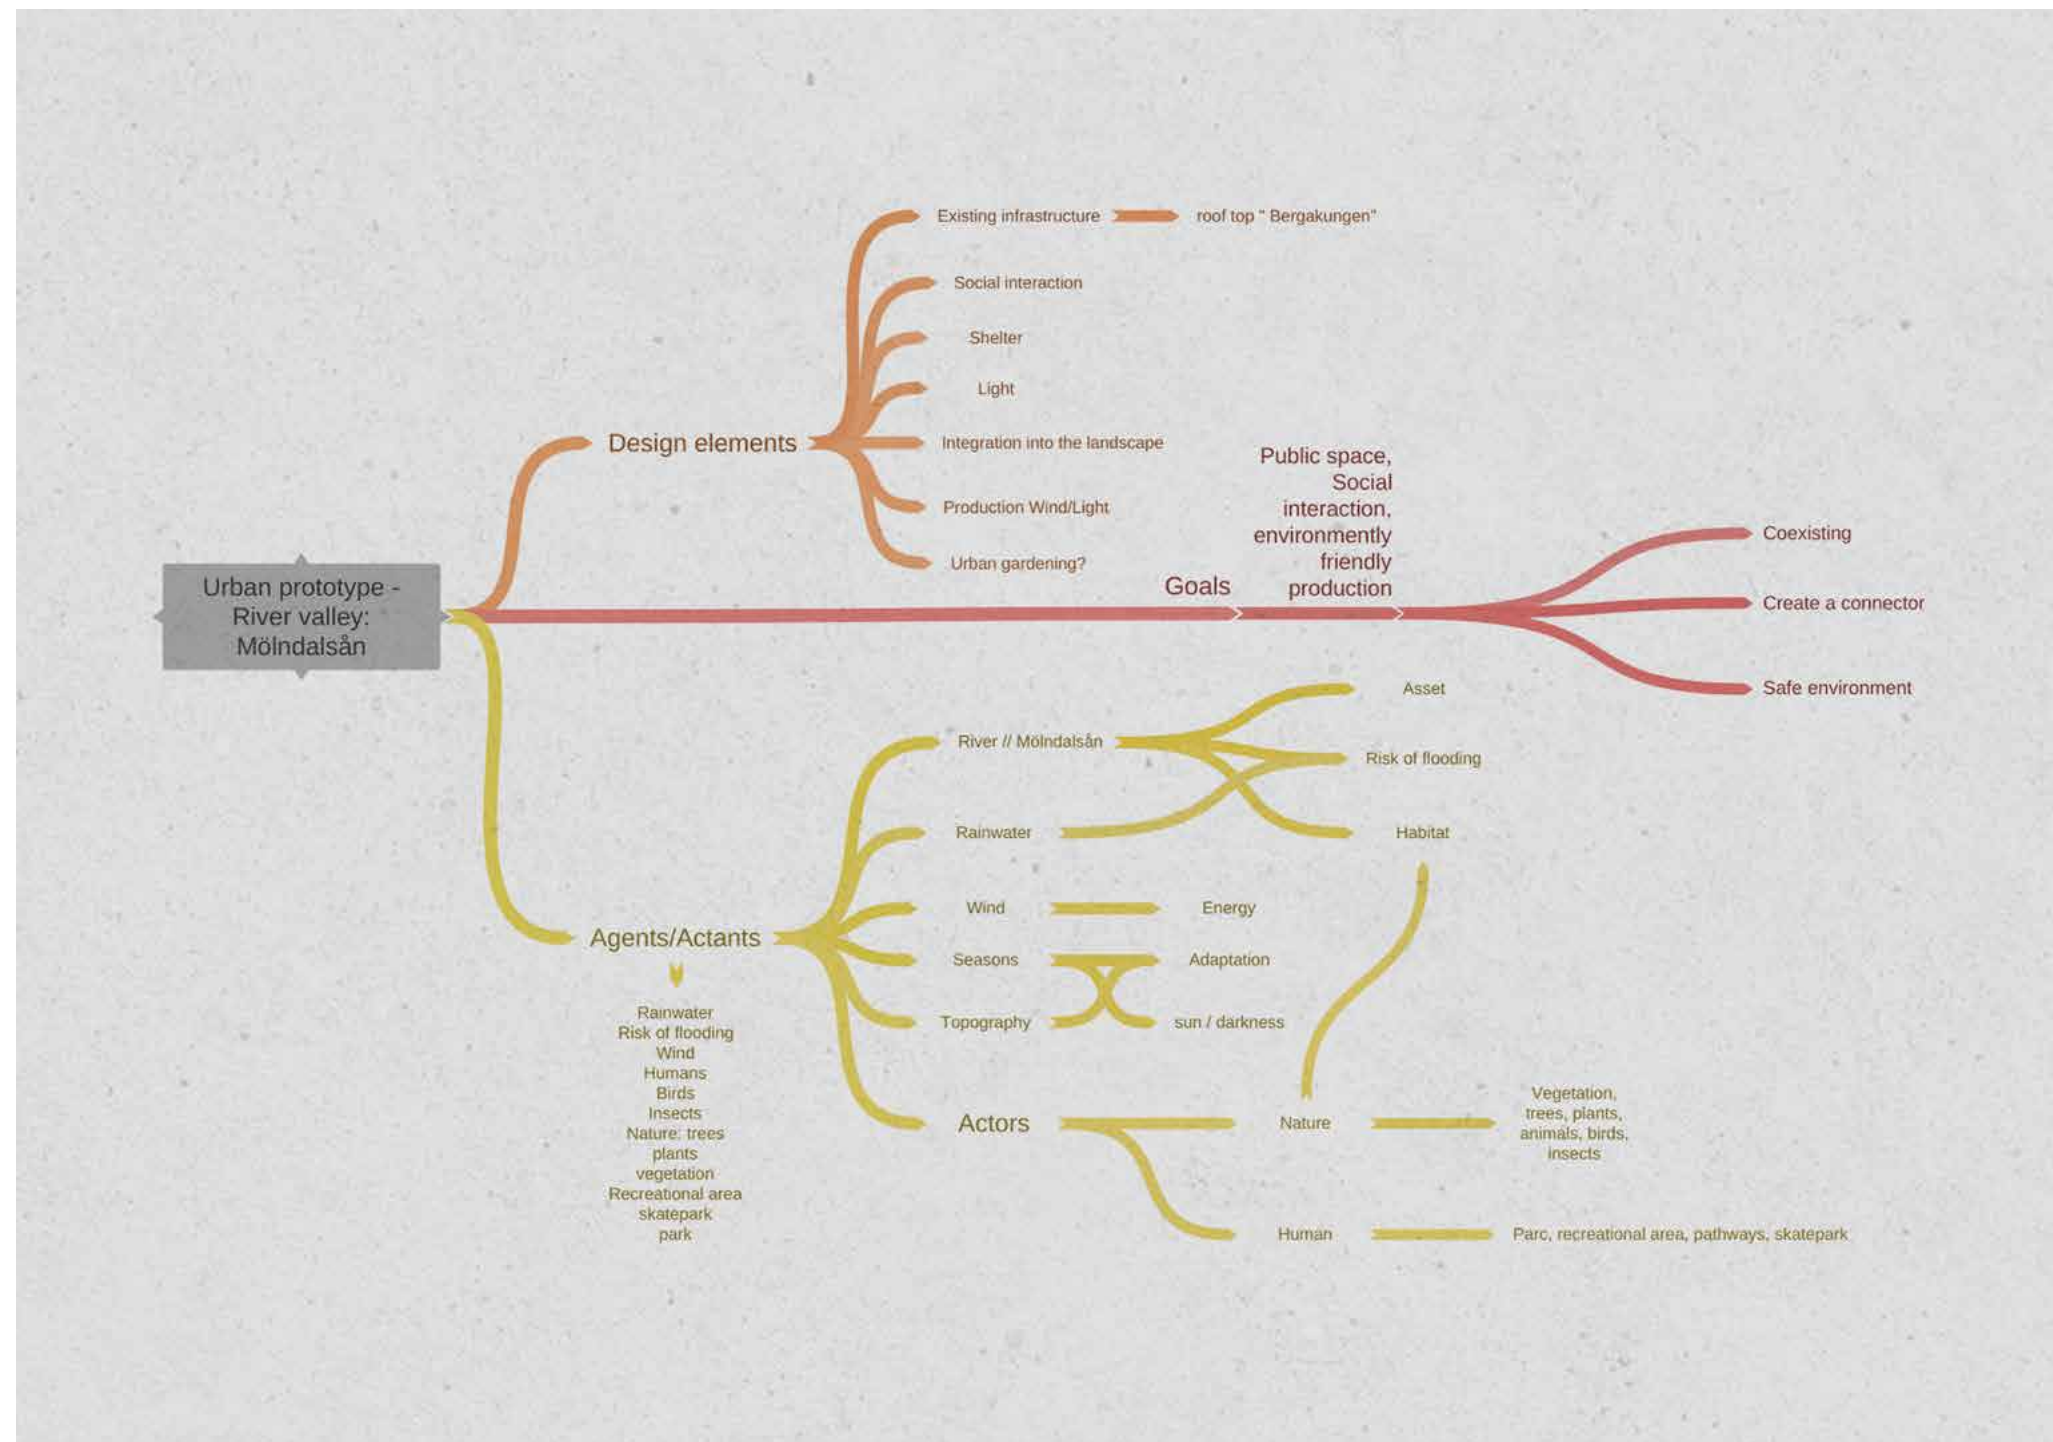 Urban prototype -
River valley:
Mölndalsån
Design elements
Existing infrastructure
roof top " Bergakungen"
Social interaction
Shelter
Light
Integration into the landscape
Production Wind/Light
Urban gardening?
Goals
Public space,
Social
interaction,
environmently
friendly
production
Coexisting
Create a connector
Safe environment
Agents/Actants
Rainwater
Risk of flooding
Wind
Humans
Birds
Insects
Nature: trees
plants
vegetation
Recreational area
skatepark
park
River // Mölndalsån
Asset
Risk of flooding
Habitat
Rainwater
Wind
Energy
Seasons
Adaptation
Topography
sun / darkness
Actors
Nature
Vegetation,
trees, plants,
animals, birds,
insects
Human
Parc, recreational area, pathways, skatepark